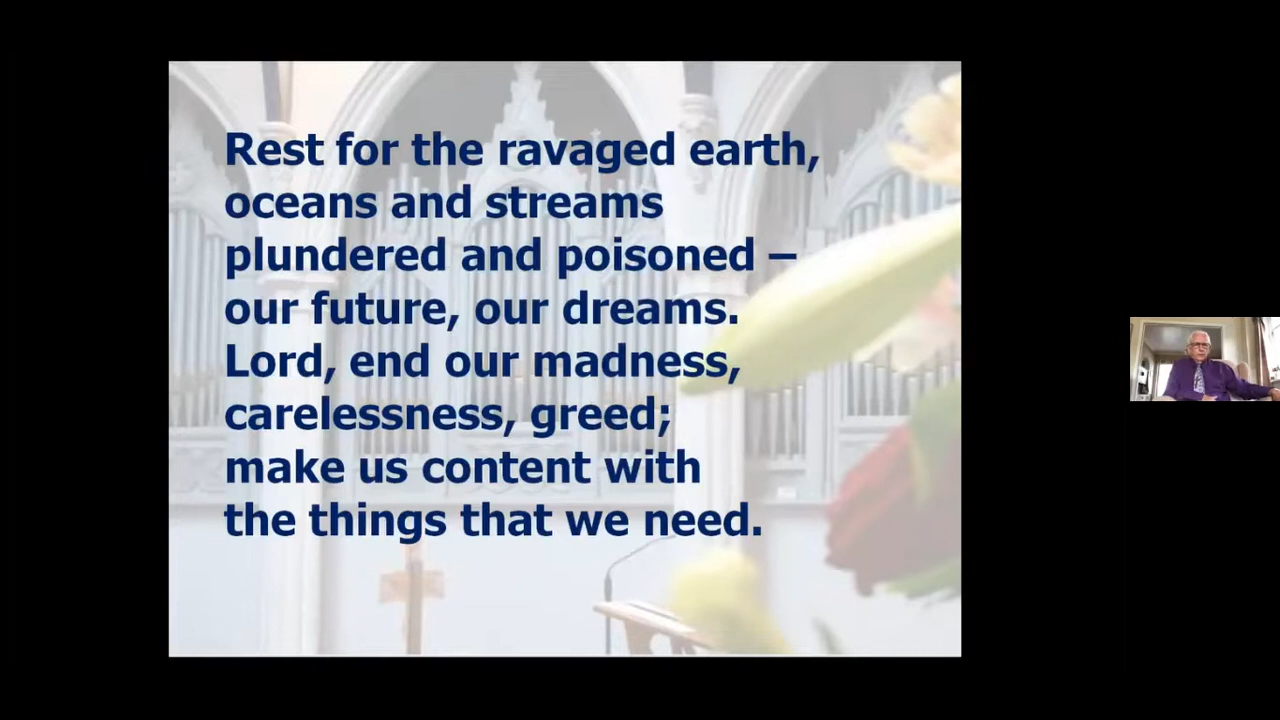 Rest for the ravaged earth,
oceans and streams
plundered and poisoned –
our future, our dreams.
Lord, end our madness,
carelessness, greed;
make us content with
the things that we need.